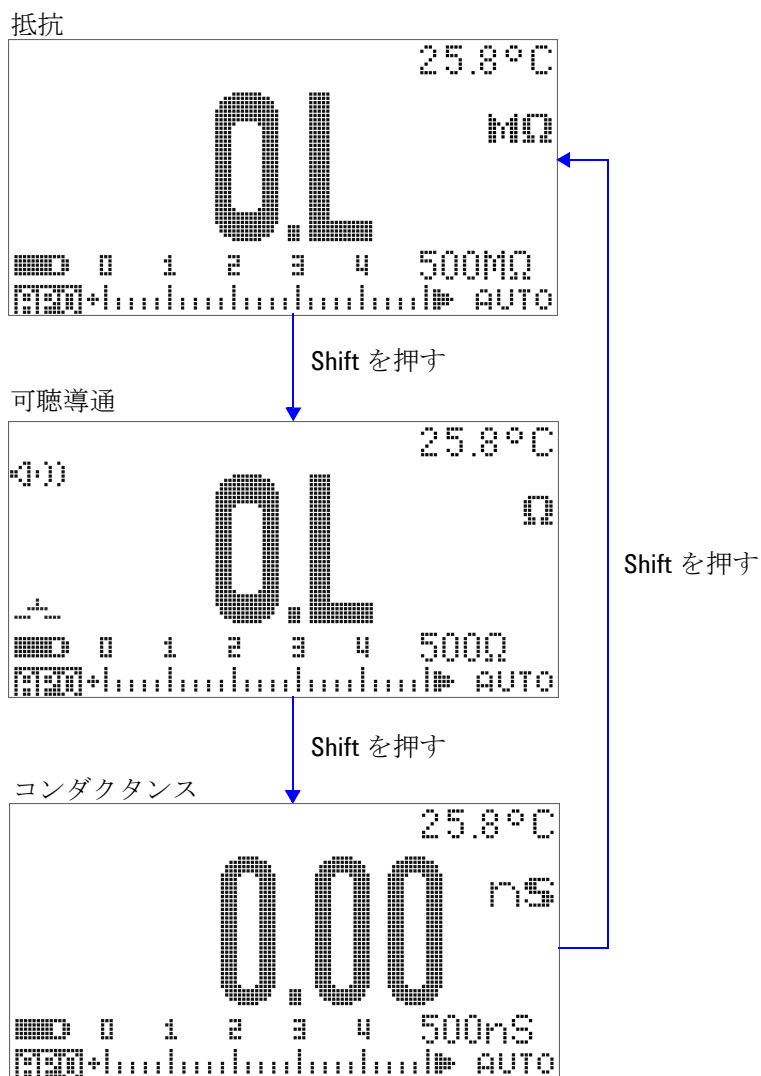 抵抗
25.8°C
0.L
MΩ
0 1 2 3 4 500MΩ
AUTO
Shift を押す
可聴導通
25.8°C
0.L
Ω
0 1 2 3 4 500Ω
AUTO
Shift を押す
Shift を押す
コンダクタンス
25.8°C
0.00
nS
0 1 2 3 4 500nS
AUTO